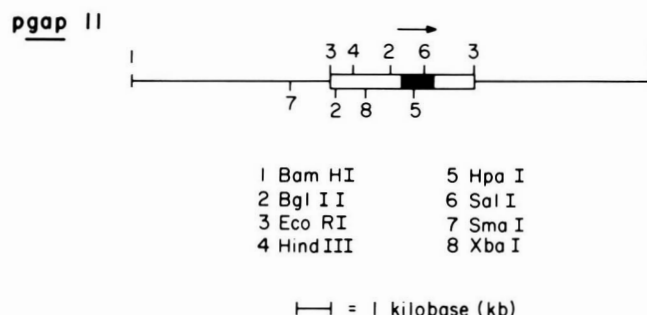 pgap II
1 3 4 2 6 3
7 2 8 5
1 Bam HI 5 Hpa I
2 Bgl II 6 Sal I
3 Eco RI 7 Sma I
4 Hind III 8 Xba I
= 1 kilobase (kb)